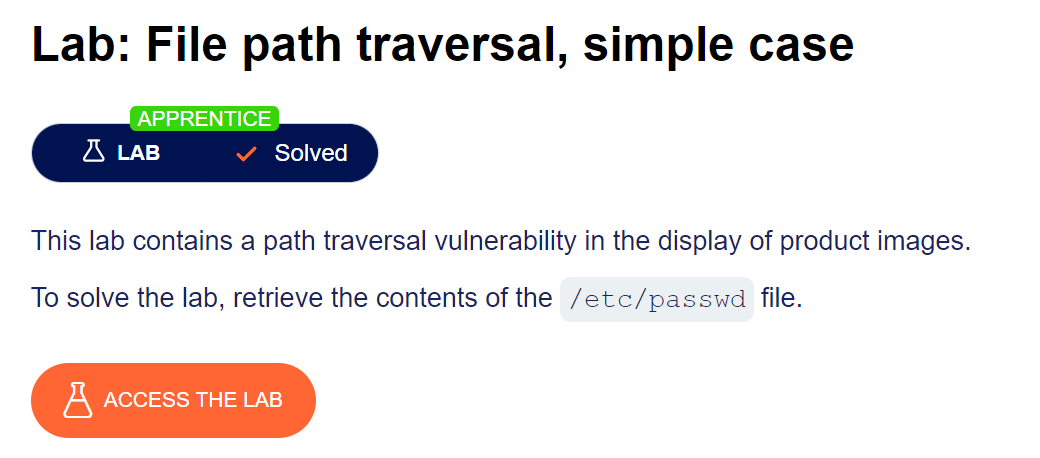 Lab: File path traversal, simple case
APPRENTICE
LAB Solved
This lab contains a path traversal vulnerability in the display of product images.
To solve the lab, retrieve the contents of the /etc/passwd file.
ACCESS THE LAB